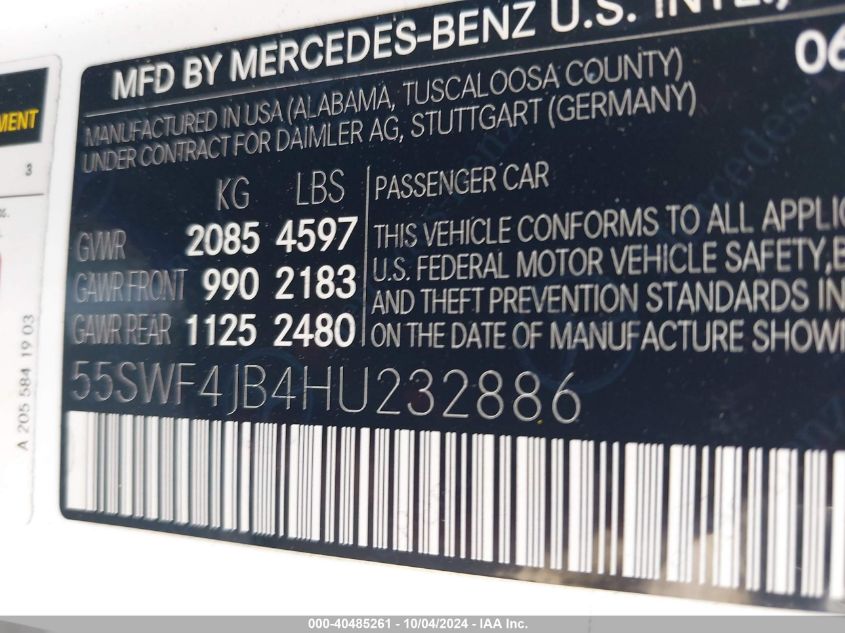 MFD BY MERCEDES-BENZ U.S. INTL.,
06
MANUFACTURED IN USA (ALABAMA, TUSCALOOSA COUNTY)
UNDER CONTRACT FOR DAIMLER AG, STUTTGART (GERMANY)
MENT
3
KG LBS
GVWR 2085 4597
GAWR FRONT 990 2183
GAWR REAR 1125 2480
PASSENGER CAR
THIS VEHICLE CONFORMS TO ALL APPLIC
U.S. FEDERAL MOTOR VEHICLE SAFETY, B
AND THEFT PREVENTION STANDARDS IN
ON THE DATE OF MANUFACTURE SHOW
55SWF4JB4HU232886
A 205 584 19 03
000-40485261 - 10/04/2024 - IAA Inc.